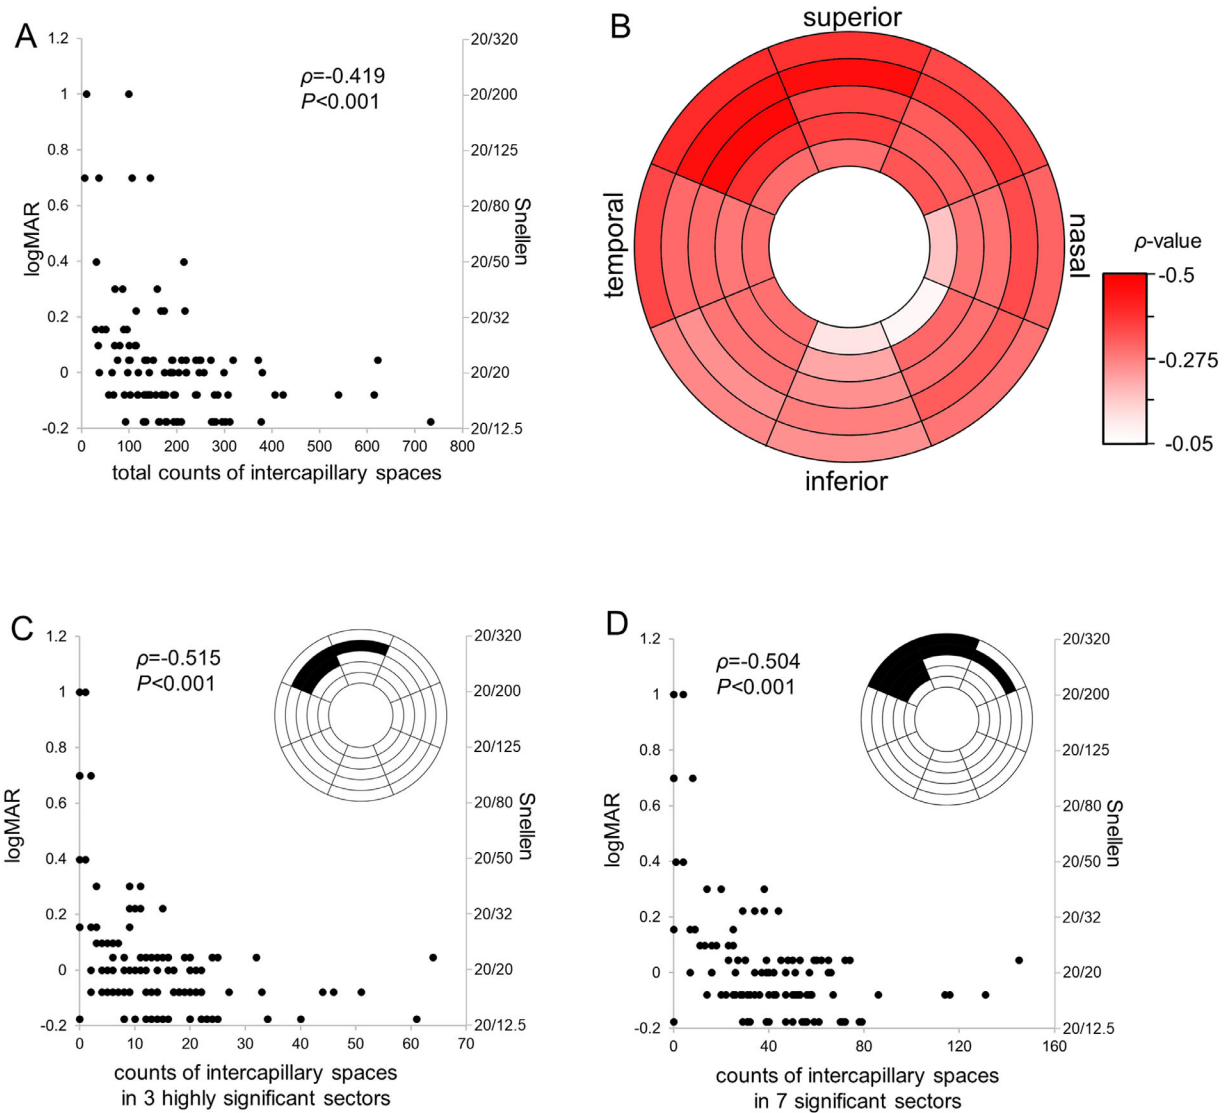 A
ρ=-0.419
P<0.001
logMAR
1.2
1
0.8
0.6
0.4
0.2
0
-0.2
20/320
20/200
20/125
20/80
20/50
20/32
20/20
20/12.5
Snellen
0 100 200 300 400 500 600 700 800
total counts of intercapillary spaces
B
superior
temporal
nasal
inferior
ρ-value
-0.5
-0.275
-0.05
C
ρ=-0.515
P<0.001
logMAR
1.2
1
0.8
0.6
0.4
0.2
0
-0.2
20/320
20/200
20/125
20/80
20/50
20/32
20/20
20/12.5
Snellen
0 10 20 30 40 50 60 70
counts of intercapillary spaces
in 3 highly significant sectors
D
ρ=-0.504
P<0.001
logMAR
1.2
1
0.8
0.6
0.4
0.2
0
-0.2
20/320
20/200
20/125
20/80
20/50
20/32
20/20
20/12.5
Snellen
0 40 80 120 160
counts of intercapillary spaces
in 7 significant sectors